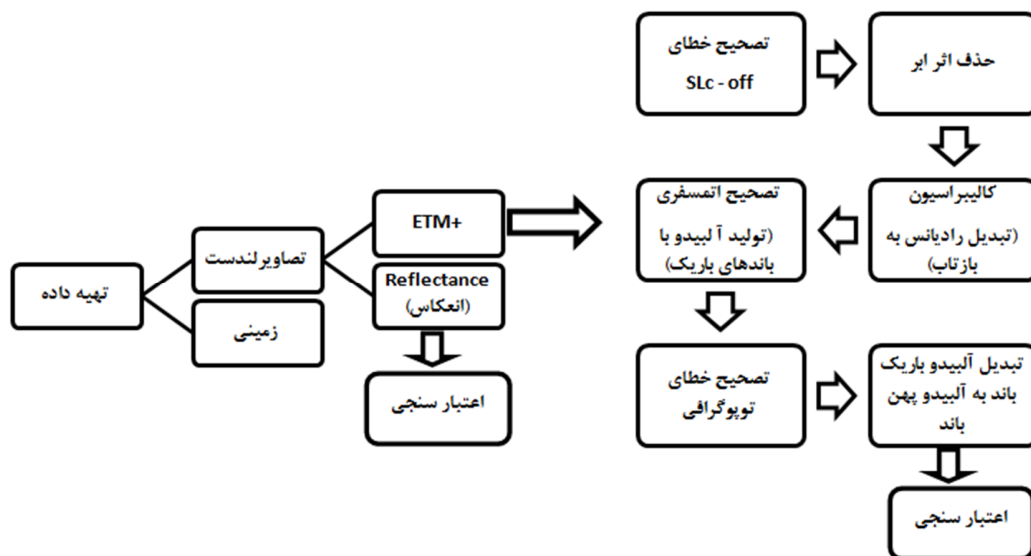 تهیه داده
تصاویرلندست
زمینی
ETM+
Reflectance
(انعکاس)
اعتبار سنجی
تصحیح خطای
SLc - off
حذف اثر ابر
کالیبراسیون
(تبدیل رادیانس به
بازتاب)
تصحیح اتمسفری
(تولید آ لبیدو با
باندهای باریک)
تصحیح خطای
توپوگرافی
تبدیل آلبیدو باریک
باند به آلبیدو پهن
باند
اعتبار سنجی